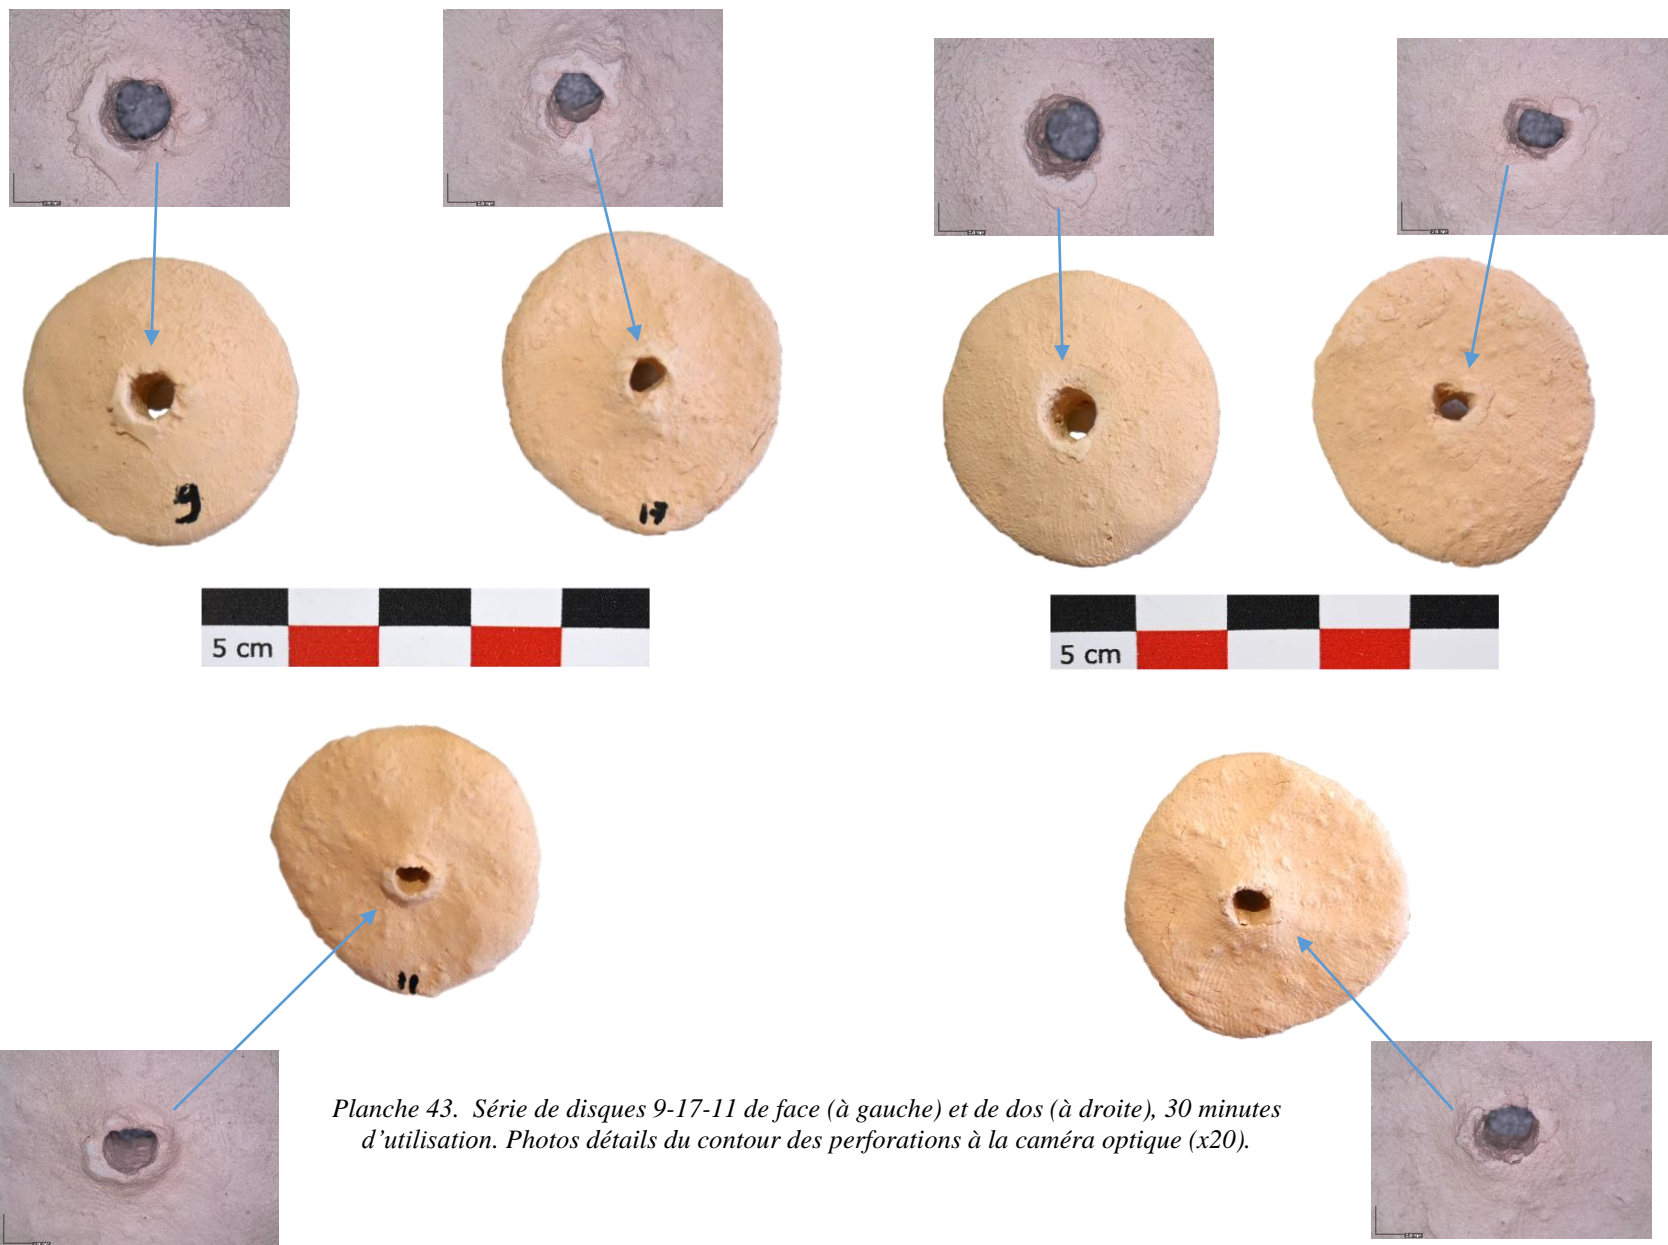 9
17
5 cm
5 cm
11
Planche 43. Série de disques 9-17-11 de face (à gauche) et de dos (à droite), 30 minutes
d’utilisation. Photos détails du contour des perforations à la caméra optique (x20).